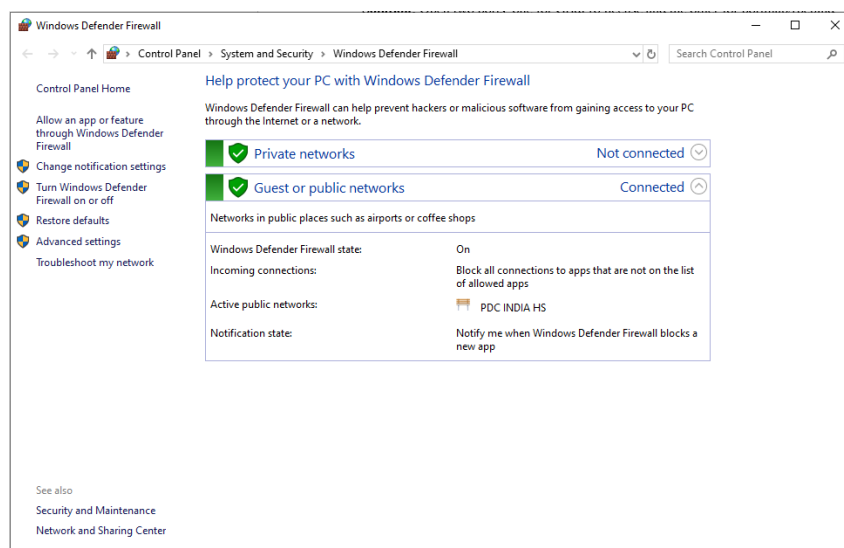 Windows Defender Firewall
Control Panel > System and Security > Windows Defender Firewall
Search Control Panel
Control Panel Home
Allow an app or feature
through Windows Defender
Firewall
Change notification settings
Turn Windows Defender
Firewall on or off
Restore defaults
Advanced settings
Troubleshoot my network
Help protect your PC with Windows Defender Firewall
Windows Defender Firewall can help prevent hackers or malicious software from gaining access to your PC
through the Internet or a network.
Private networks Not connected
Guest or public networks Connected
Networks in public places such as airports or coffee shops
Windows Defender Firewall state: On
Incoming connections: Block all connections to apps that are not on the list
of allowed apps
Active public networks: PDC INDIA HS
Notification state: Notify me when Windows Defender Firewall blocks a
new app
See also
Security and Maintenance
Network and Sharing Center